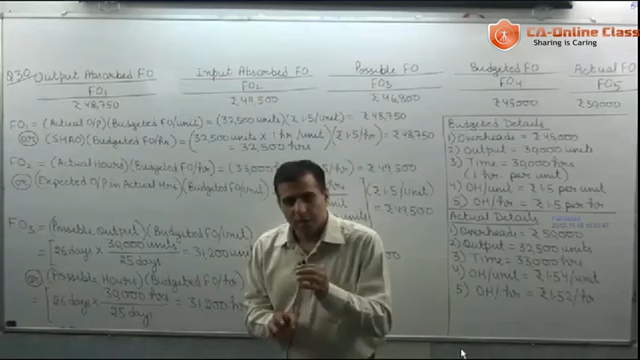 CA-Online Class
Sharing is Caring
Output Absorbed FO
FO1
₹48,750
Input Absorbed FO
FO2
₹49,500
Possible FO
FO3
₹46,800
Budgeted FO
FO4
₹45000
Actual FO
FO5
FO1 = (Actual O/P)(Budgeted FO/unit) = (32,500 units)(₹1.5/unit) = ₹48,750
OR (SHAO)(Budgeted FO/hr) = (32,500 units × 1 hr/unit)(₹1.5/hr) = ₹48,750
= 32,500 hrs
FO2 = (Actual Hours)(Budgeted FO/hr) = (33,000
= ₹49,500
or (Expected O/P in Actual Hrs)(Budgeted FO/unit)
(₹1.5/unit)
= ₹49,500
FO3 = (Possible Output)(Budgeted FO/unit)
= [26 days × 30,000 units / 25 days = 31,200 unit
OR (Possible Hours)(Budgeted FO/hr)
= [26 days × 30,000 hrs / 25 days = 31,200 hr
Budgeted Details
1) Overheads = ₹45,000
2) Output = 30,000 units
3) Time = 30,000 hrs
(1 hr. per unit)
4) OH/unit = ₹1.5 per unit
5) OH/hr = ₹1.5 per hr
Actual Details
1) Overheads = ₹50,000
2) Output = 32,500 units
3) Time = 33,000 hrs
4) OH/unit = ₹1.54/unit
5) OH/hr = ₹1.52/hr